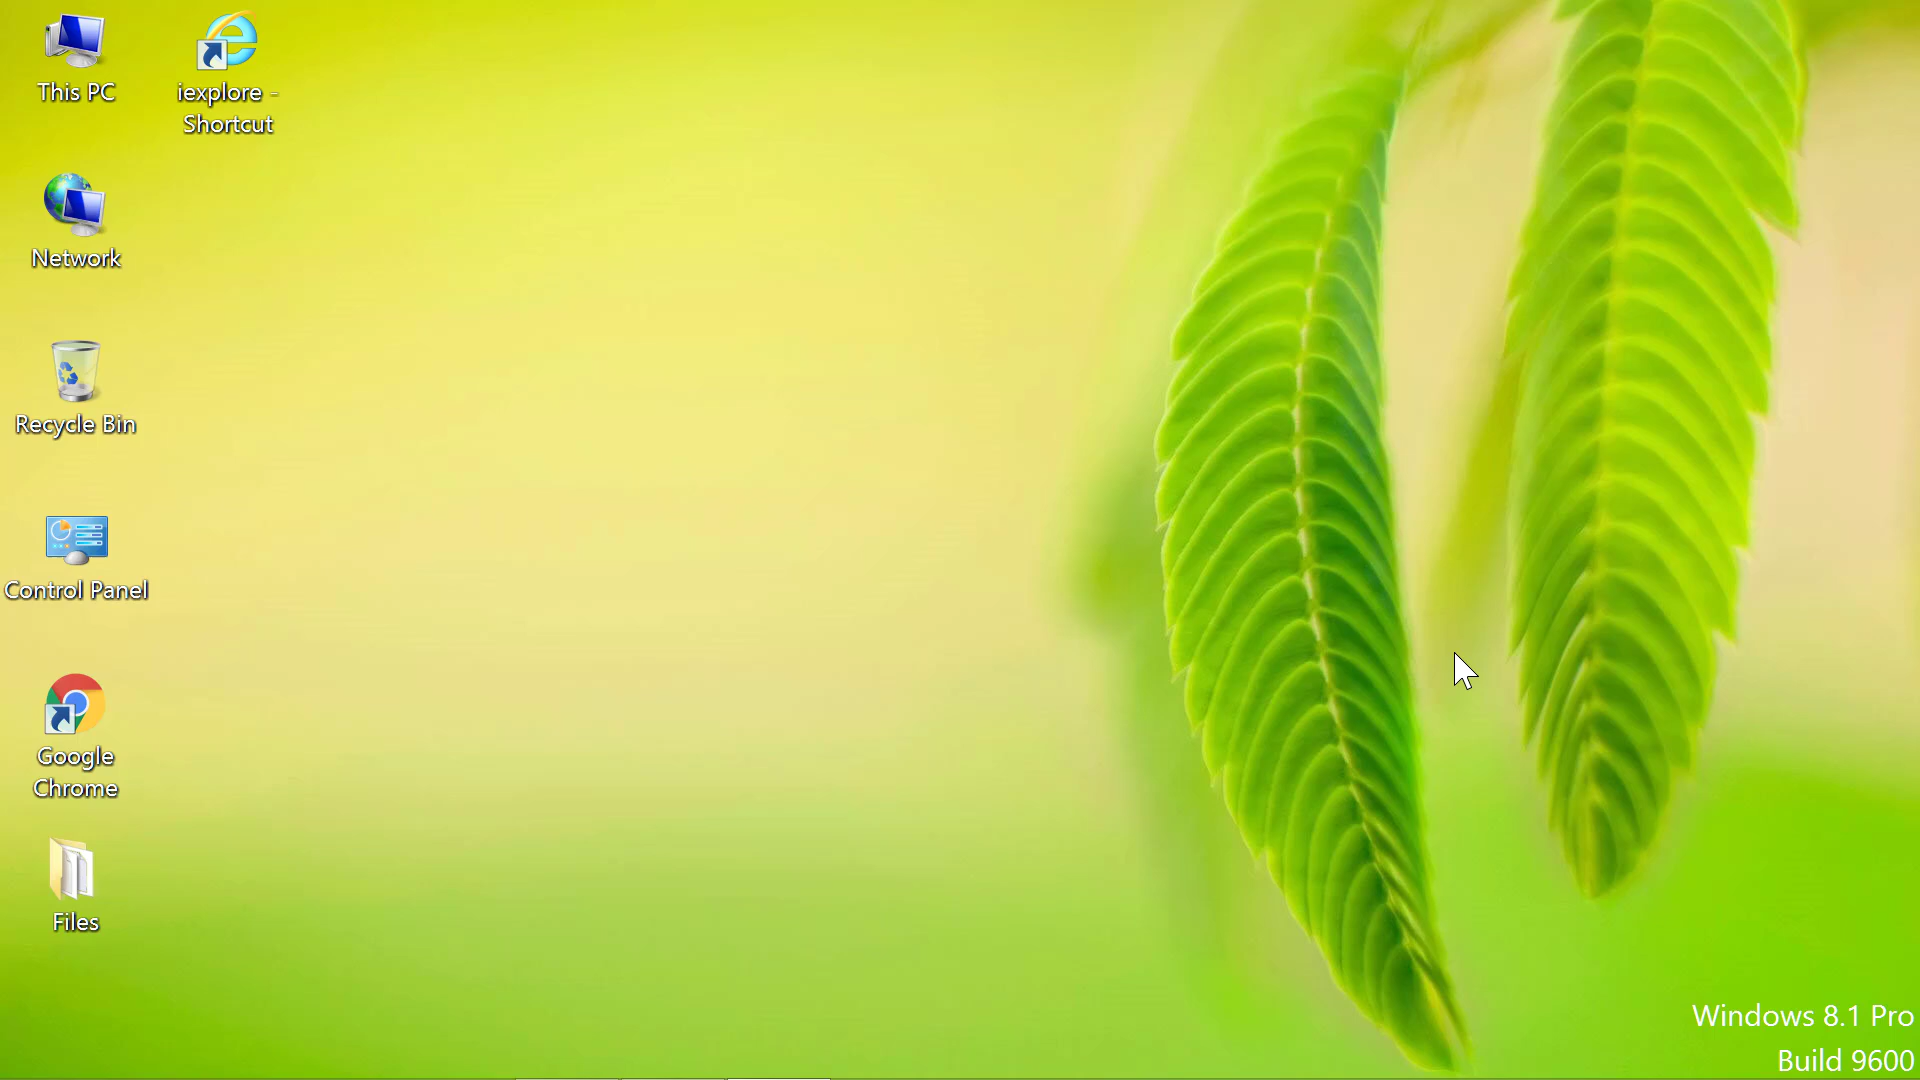 This PC
iexplore -
Shortcut
Network
Recycle Bin
Control Panel
Google
Chrome
Files
Windows 8.1 Pro
Build 9600